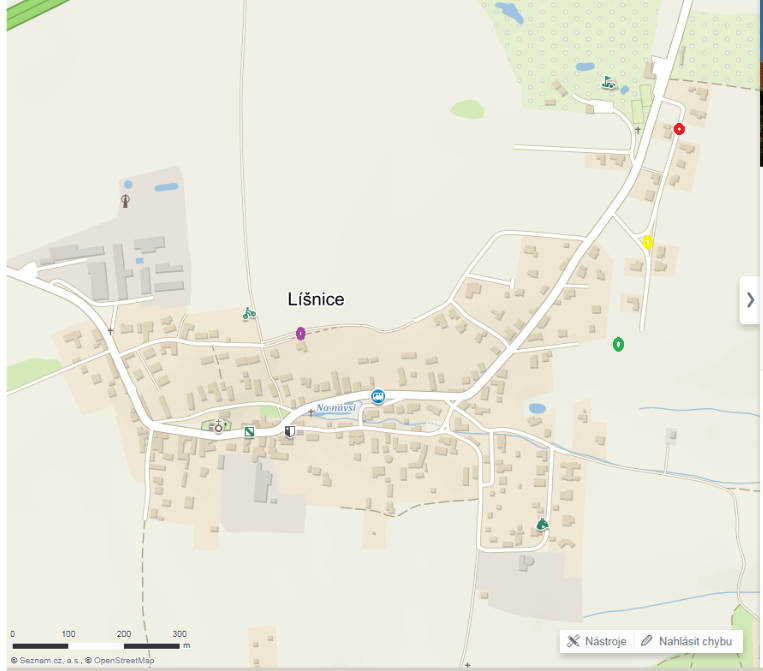 Líšnice
Na návsi
0 100 200 300
m
© Seznam.cz, a.s., © OpenStreetMap
Nástroje
Nahlásit chybu